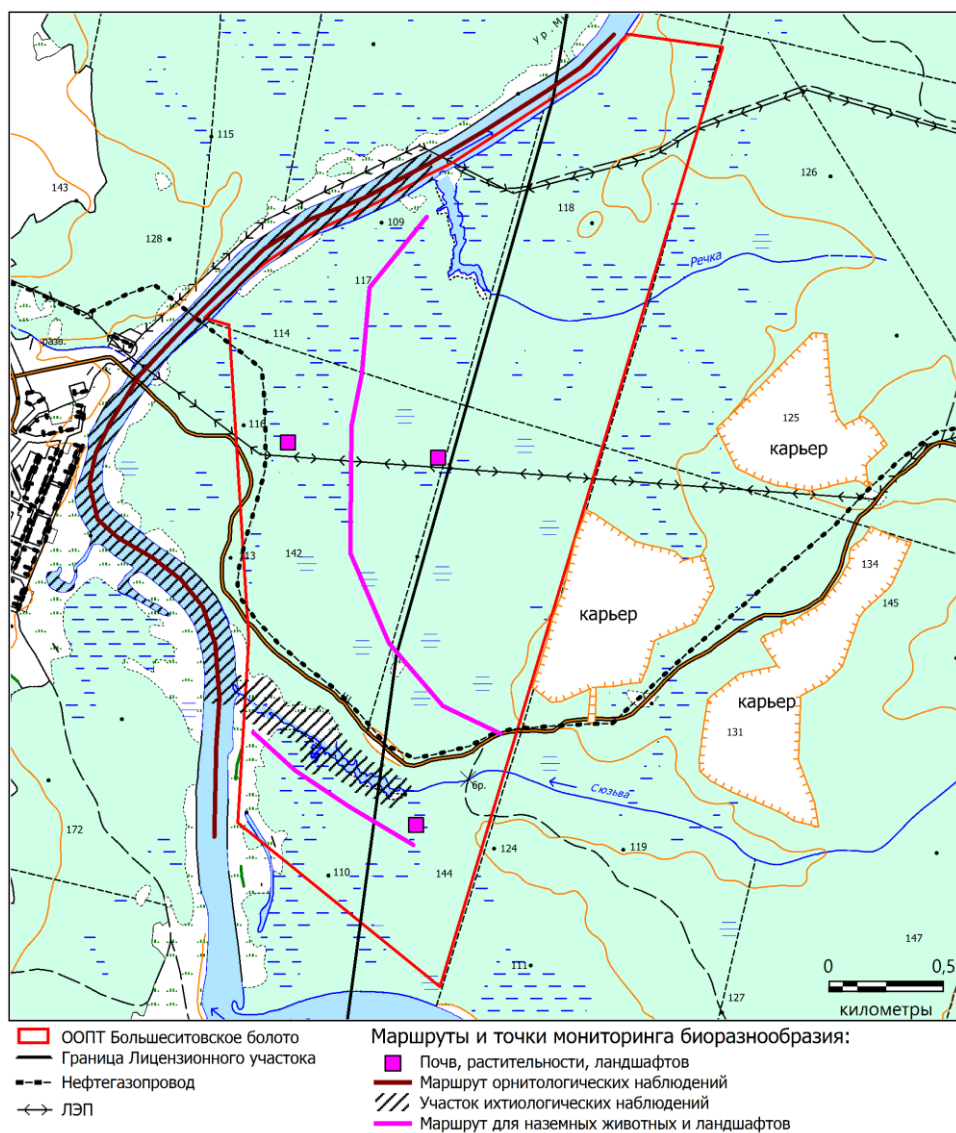 ур. Му
115
143
126
118
109
128
Речка
117
114
разв.
125
116
карьер
113
142
134
145
карьер
карьер
131
бр.
Сюзьва
172
124
119
110
144
147
111
0 0,5
127
километры
ООПТ Большеситовское болото
Граница Лицензионного участока
Нефтегазопровод
ЛЭП
Маршруты и точки мониторинга биоразнообразия:
Почв, растительности, ландшафтов
Маршрут орнитологических наблюдений
Участок ихтиологических наблюдений
Маршрут для наземных животных и ландшафтов